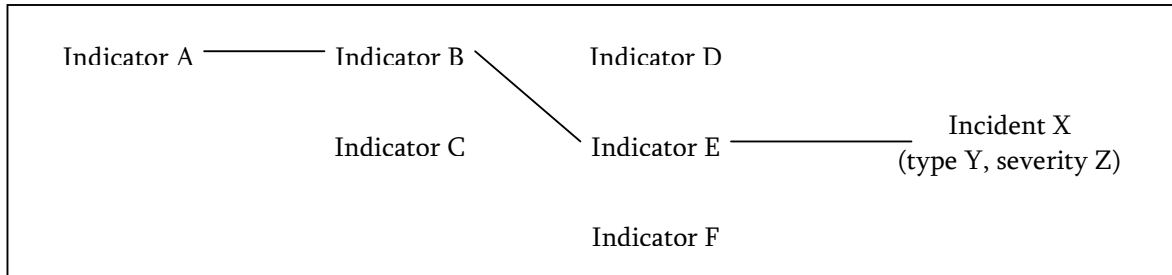 Indicator A
Indicator B
Indicator D
Indicator C
Indicator E
Incident X
(type Y, severity Z)
Indicator F